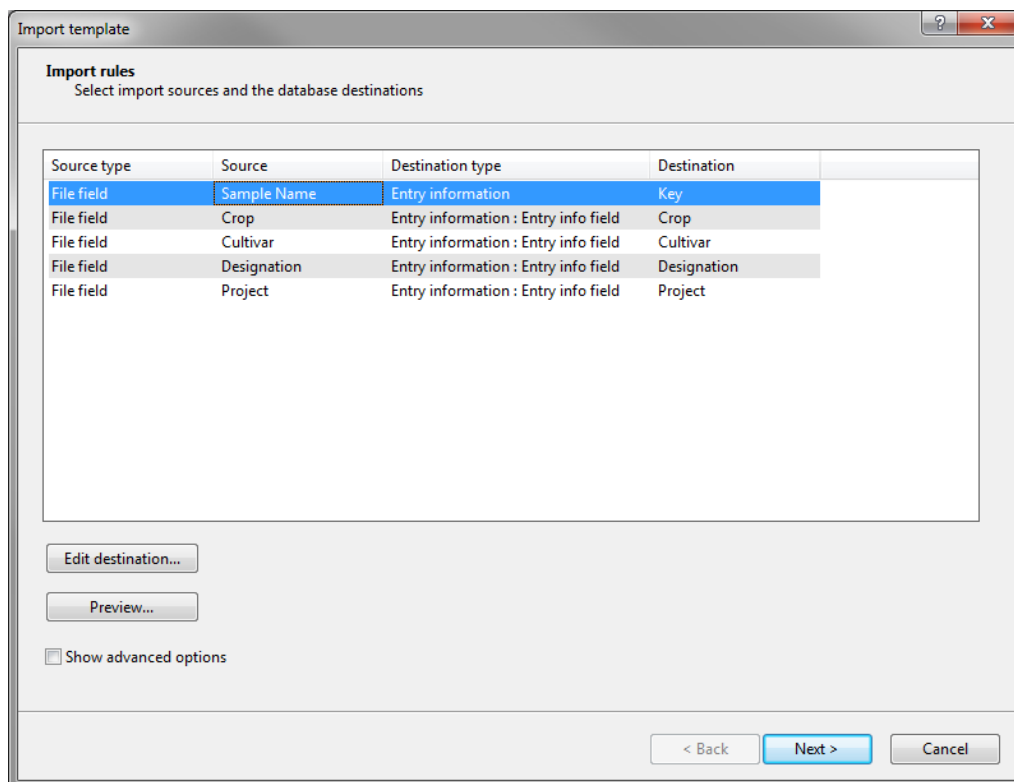 Import template
Import rules
Select import sources and the database destinations
Source type Source Destination type Destination
File field Sample Name Entry information Key
File field Crop Entry information : Entry info field Crop
File field Cultivar Entry information : Entry info field Cultivar
File field Designation Entry information : Entry info field Designation
File field Project Entry information : Entry info field Project
Edit destination...
Preview...
Show advanced options
< Back Next > Cancel